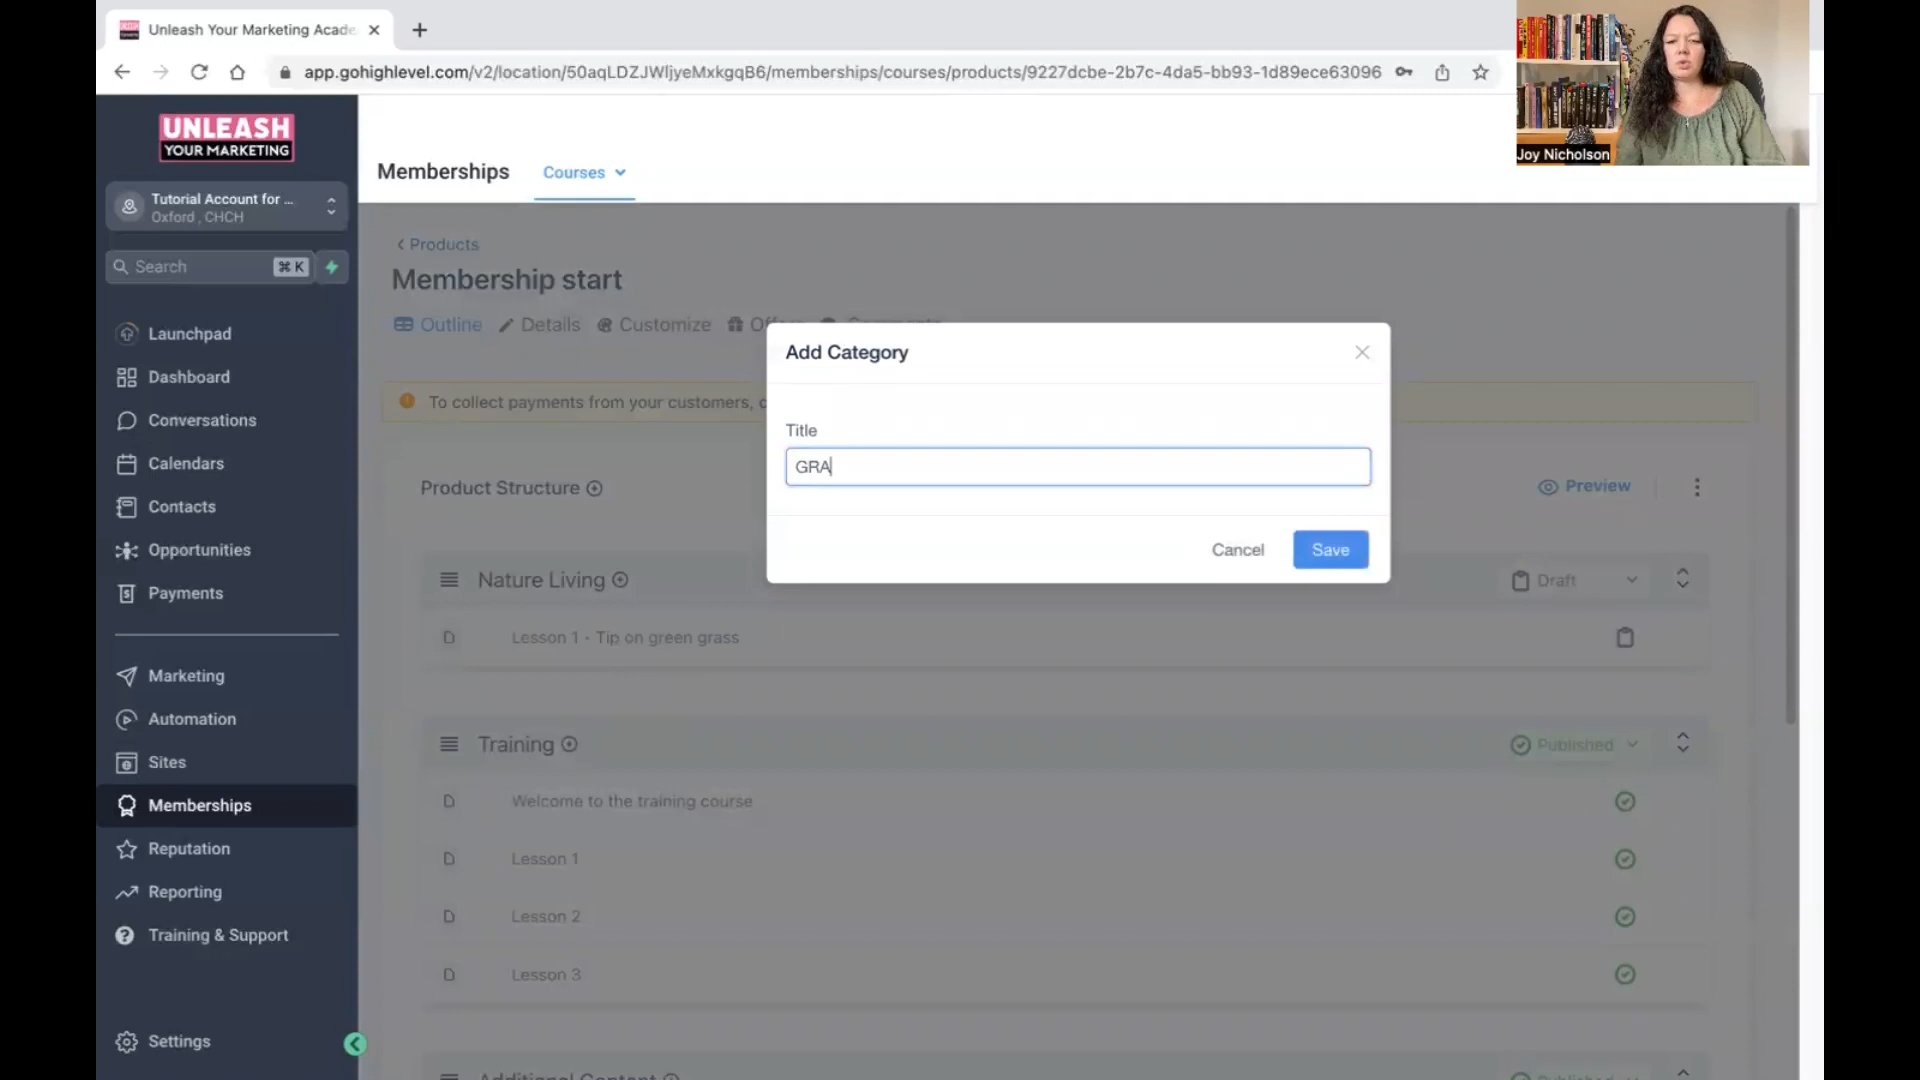 Unleash Your Marketing Acade
app.gohighlevel.com/v2/location/50aqLDZJWljyeMxkgqB6/memberships/courses/products/9227dcbe-2b7c-4da5-bb93-1d89ece63096
Joy Nicholson
UNLEASH
YOUR MARKETING
Tutorial Account for ...
Oxford , CHCH
Search
⌘ K
Launchpad
Dashboard
Conversations
Calendars
Contacts
Opportunities
Payments
Marketing
Automation
Sites
Memberships
Reputation
Reporting
Training & Support
Settings
Memberships
Courses
Products
Membership start
Outline
Details
Customize
To collect payments from your customers,
Add Category
Title
GRA
Cancel
Save
Product Structure
Preview
Nature Living
Draft
Lesson 1 - Tip on green grass
Training
Published
Welcome to the training course
Lesson 1
Lesson 2
Lesson 3
Additional Content
Published